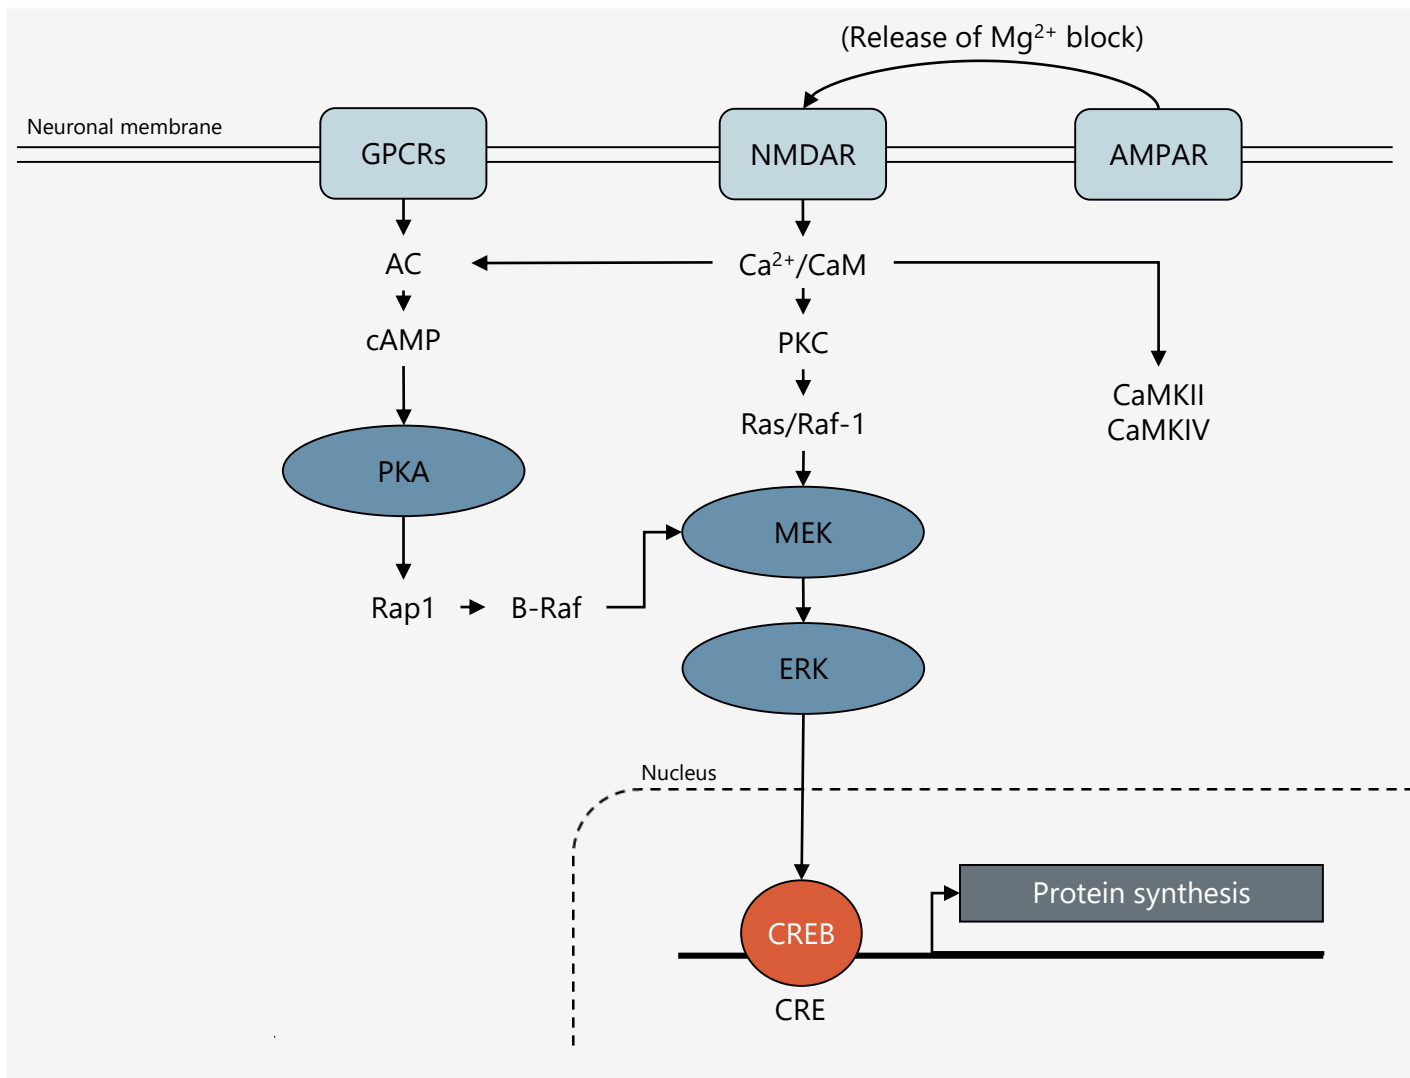 (Release of Mg²⁺ block)
Neuronal membrane
GPCRs
NMDAR
AMPAR
AC
Ca²⁺/CaM
cAMP
PKC
CaMKII
CaMKIV
Ras/Raf-1
PKA
MEK
Rap1
B-Raf
ERK
Nucleus
Protein synthesis
CREB
CRE